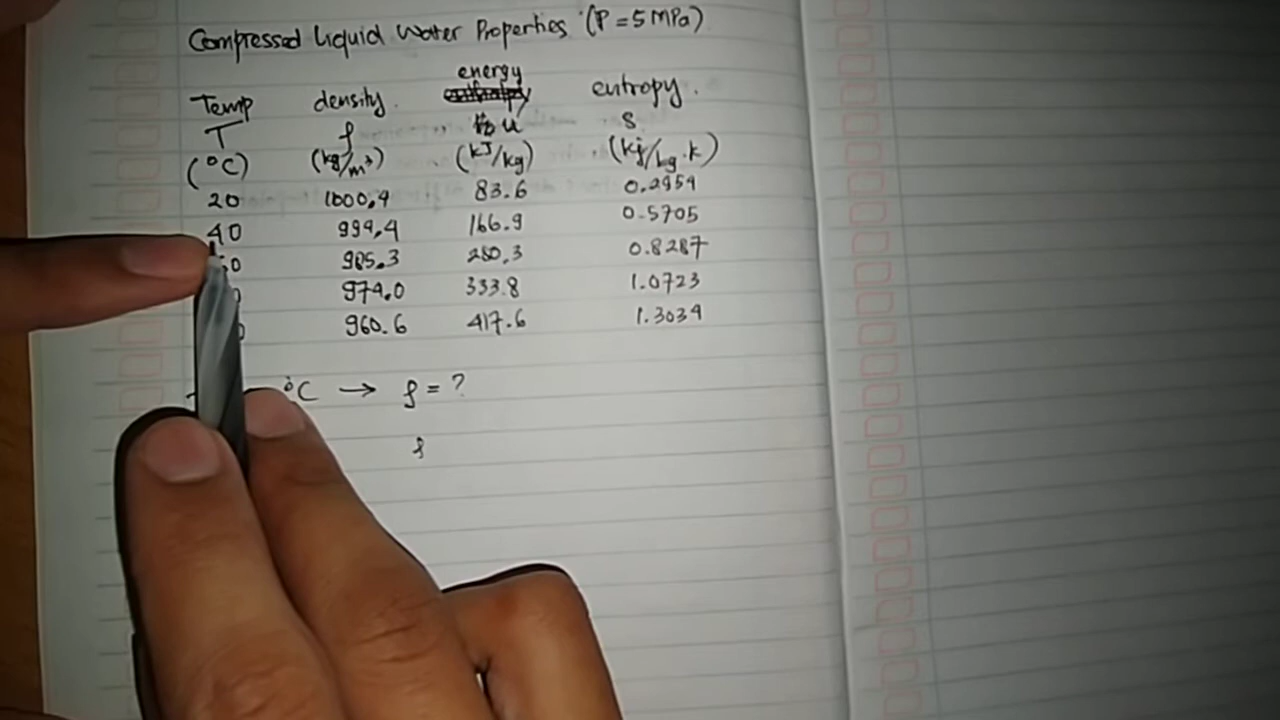 Compressed Liquid Water Properties (P = 5 MPa)
Temp density. energy entropy.
T ρ u s
(°C) (kg/m³) (kJ/kg) (kJ/kg.k)
20 1000.4 83.6 0.2954
40 994.4 166.9 0.5705
0 985.3 250.3 0.8287
974.0 333.8 1.0723
960.6 417.6 1.3034
°C → ρ = ?
ρ